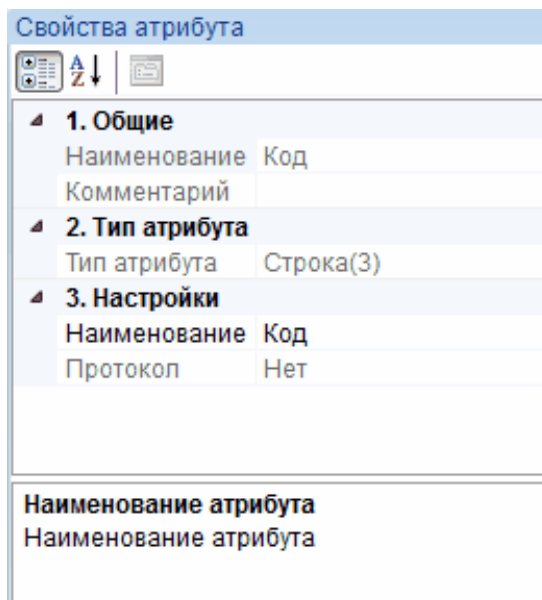 Свойства атрибута
A
Z
1. Общие
Наименование Код
Комментарий
2. Тип атрибута
Тип атрибута Строка(3)
3. Настройки
Наименование Код
Протокол Нет
Наименование атрибута
Наименование атрибута